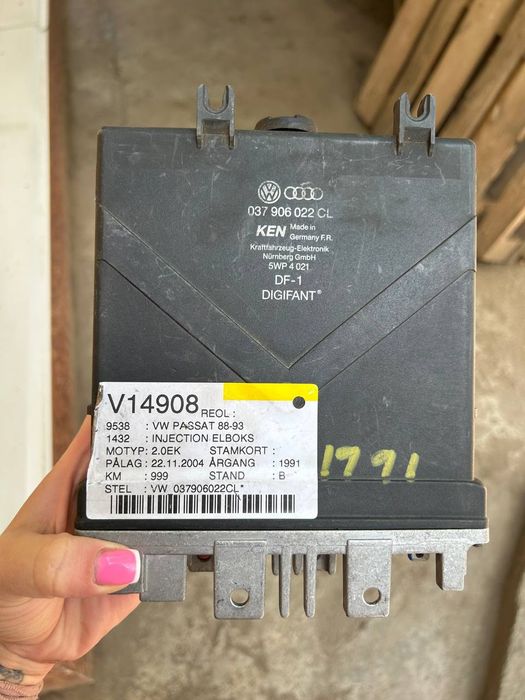 037 906 022 CL
KEN Made in Germany F.R.
Kraftfahrzeug-Elektronik
Nürnberg GmbH
5WP 4 021
DF-1
DIGIFANT®
V14908 REOL :
9538 : VW PASSAT 88-93
1432 : INJECTION ELBOKS
MOTYP: 2.0EK STAMKORT :
PÅLAG: 22.11.2004 ÅRGANG : 1991
KM : 999 STAND : B
STEL : VW 037906022CL*
1991